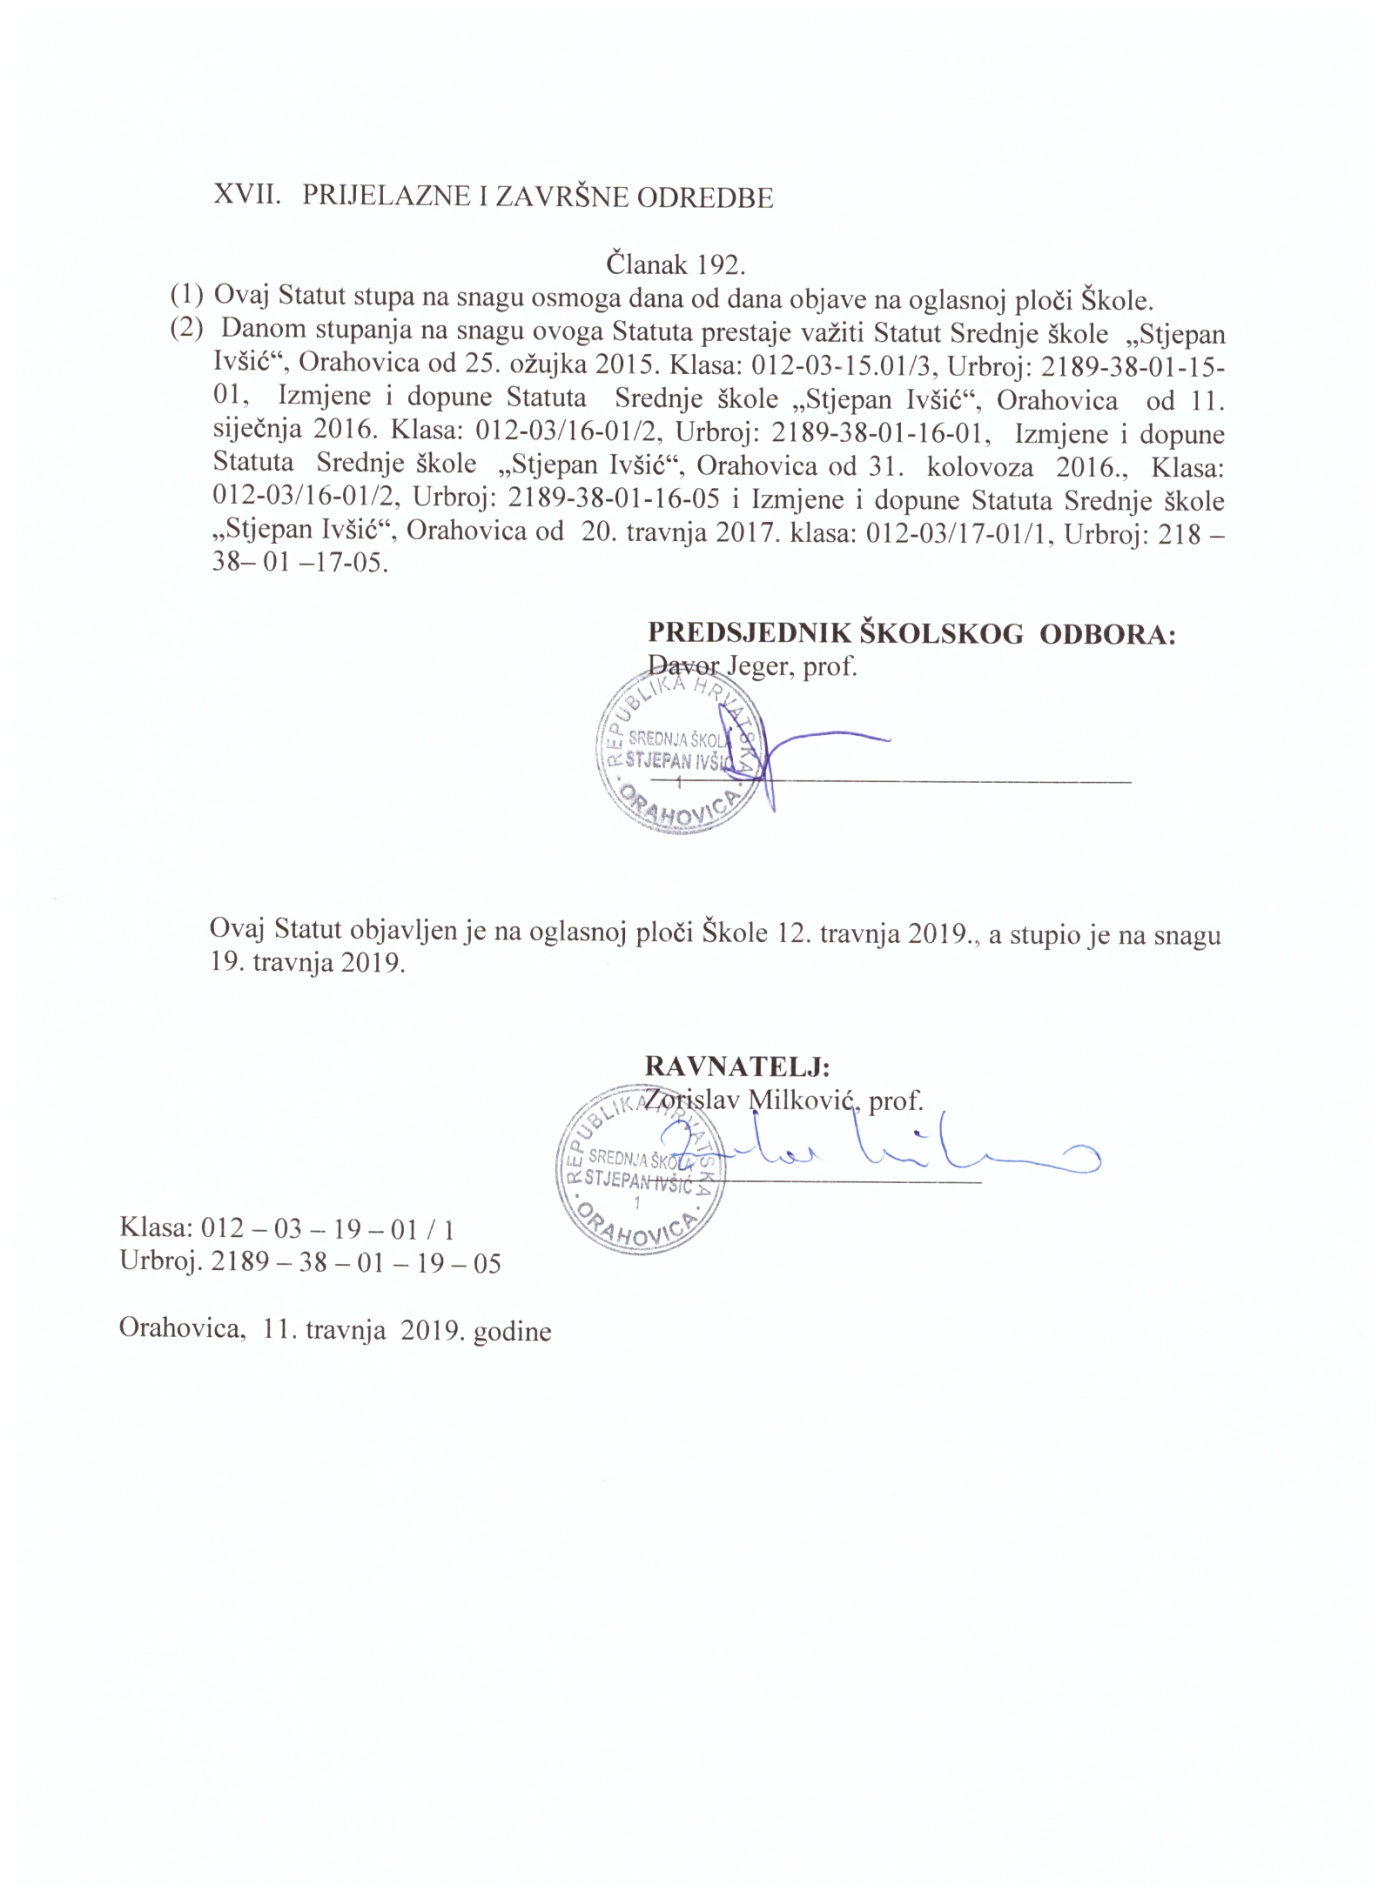 XVII. PRIJELAZNE I ZAVRŠNE ODREDBE
Članak 192.
(1) Ovaj Statut stupa na snagu osmoga dana od dana objave na oglasnoj ploči Škole.
(2) Danom stupanja na snagu ovoga Statuta prestaje važiti Statut Srednje škole „Stjepan
Ivšić“, Orahovica od 25. ožujka 2015. Klasa: 012-03-15.01/3, Urbroj: 2189-38-01-15-
01, Izmjene i dopune Statuta Srednje škole „Stjepan Ivšić“, Orahovica od 11.
siječnja 2016. Klasa: 012-03/16-01/2, Urbroj: 2189-38-01-16-01, Izmjene i dopune
Statuta Srednje škole „Stjepan Ivšić“, Orahovica od 31. kolovoza 2016., Klasa:
012-03/16-01/2, Urbroj: 2189-38-01-16-05 i Izmjene i dopune Statuta Srednje škole
„Stjepan Ivšić“, Orahovica od 20. travnja 2017. klasa: 012-03/17-01/1, Urbroj: 218 –
38– 01 –17-05.
PREDSJEDNIK ŠKOLSKOG ODBORA:
Davor Jeger, prof.
REPUBLIKA HRVATSKA
SREDNJA ŠKOLA
STJEPAN IVŠIĆ
1
ORAHOVICA
Ovaj Statut objavljen je na oglasnoj ploči Škole 12. travnja 2019., a stupio je na snagu
19. travnja 2019.
RAVNATELJ:
Zorislav Milković, prof.
REPUBLIKA HRVATSKA
SREDNJA ŠKOLA
STJEPAN IVŠIĆ
1
ORAHOVICA
Klasa: 012 – 03 – 19 – 01 / 1
Urbroj. 2189 – 38 – 01 – 19 – 05
Orahovica, 11. travnja 2019. godine